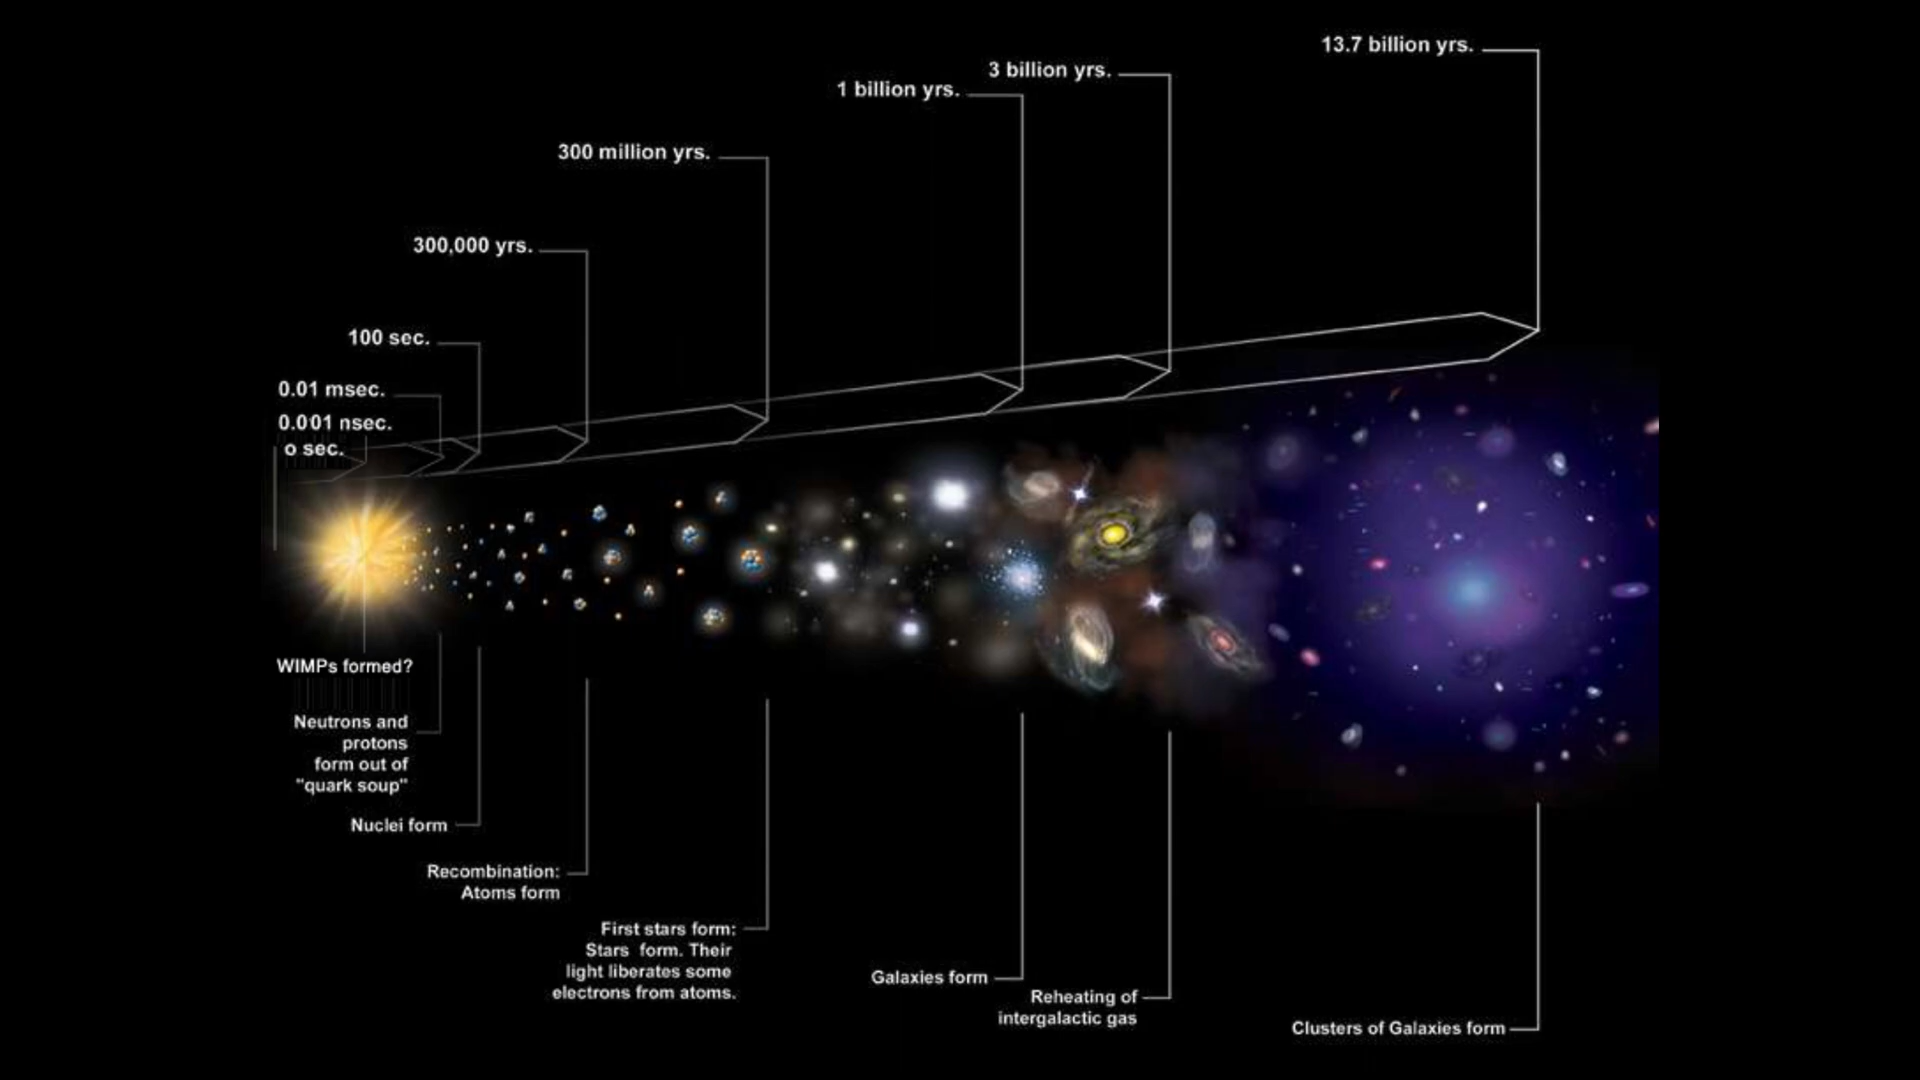 13.7 billion yrs.
3 billion yrs.
1 billion yrs.
300 million yrs.
300,000 yrs.
100 sec.
0.01 msec.
0.001 nsec.
o sec.
WIMPs formed?
Neutrons and
protons
form out of
"quark soup"
Nuclei form
Recombination:
Atoms form
First stars form:
Stars form. Their
light liberates some
electrons from atoms.
Galaxies form
Reheating of
intergalactic gas
Clusters of Galaxies form